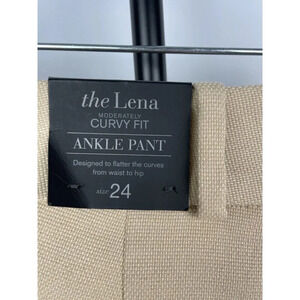 the Lena
MODERATELY
CURVY FIT
ANKLE PANT
Designed to flatter the curves
from waist to hip
SIZE 24